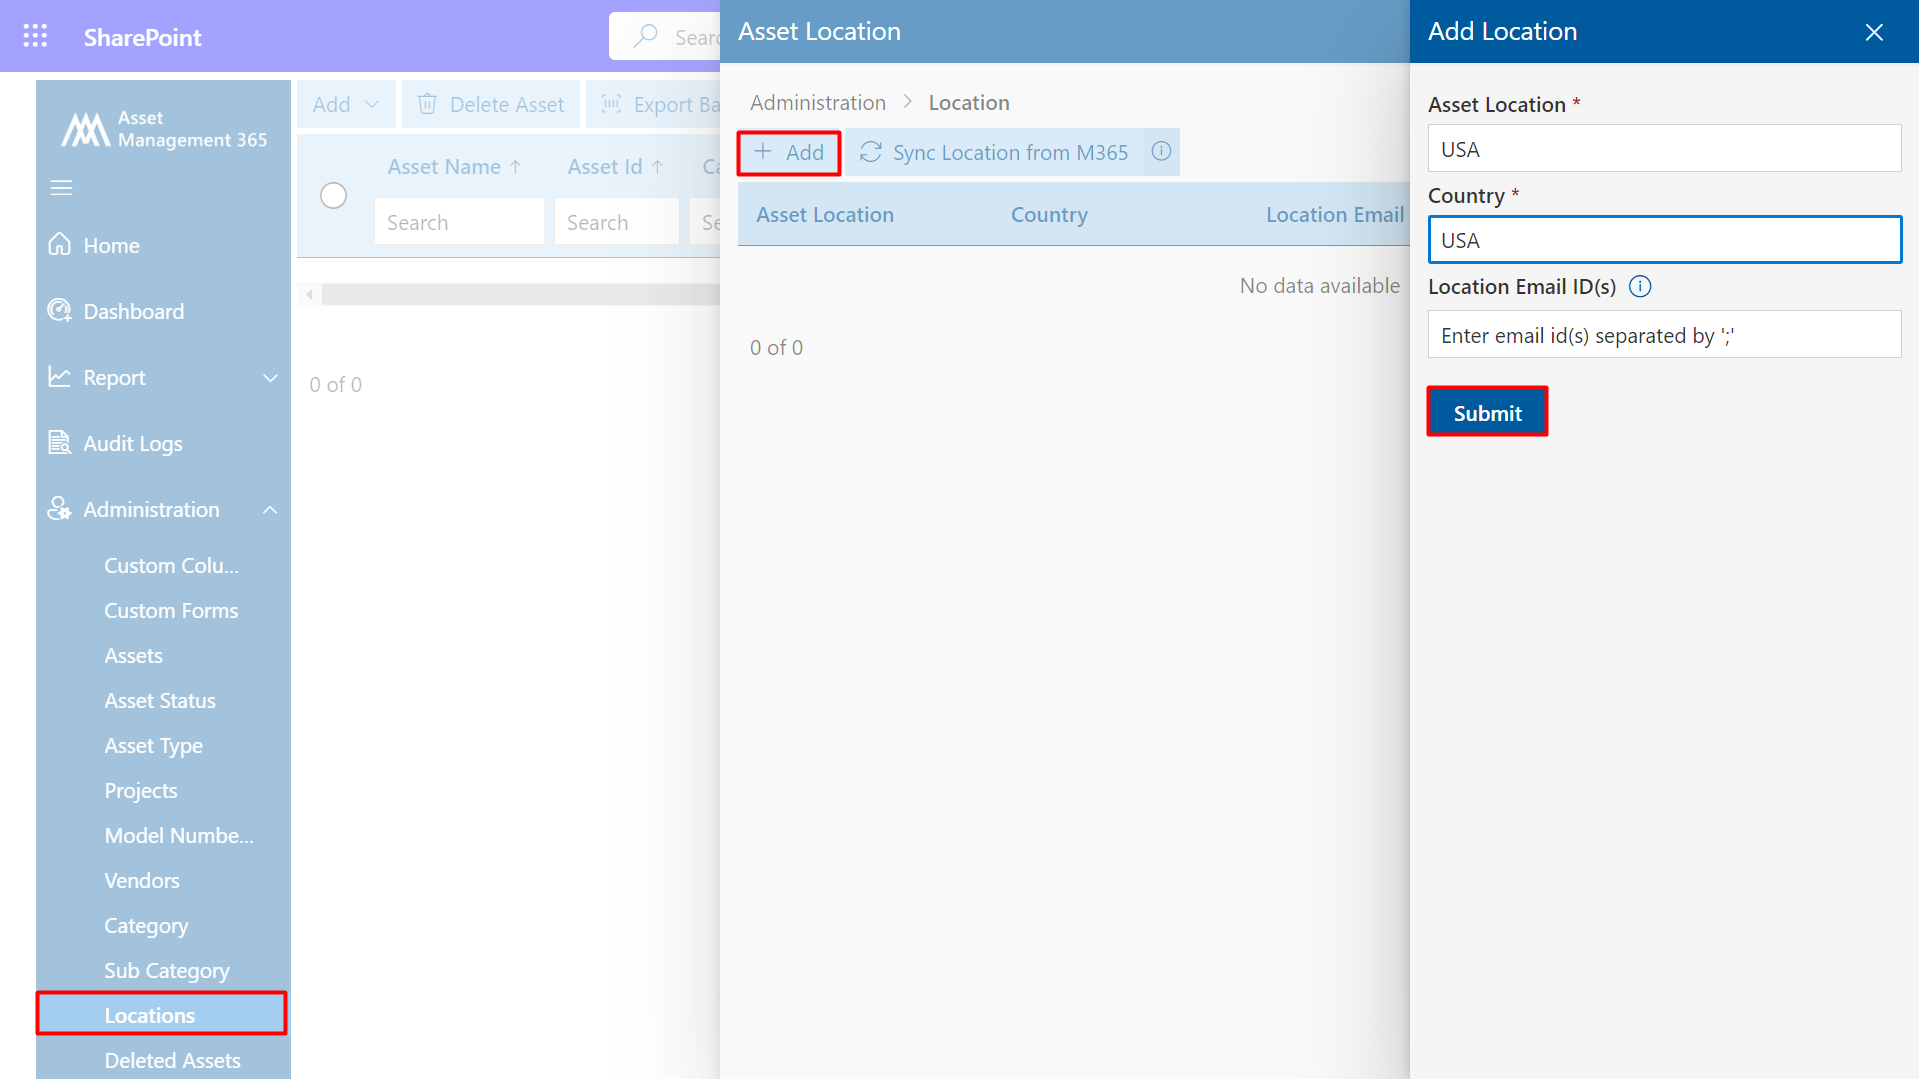 SharePoint
Sear
Asset
Management 365
Home
Dashboard
Report
Audit Logs
Administration
Custom Colu...
Custom Forms
Assets
Asset Status
Asset Type
Projects
Model Numbe...
Vendors
Category
Sub Category
Locations
Deleted Assets
Add
Delete Asset
Export Ba
Asset Name
Asset Id
Ca
Search
Search
Se
0 of 0
Asset Location
Administration > Location
+ Add
Sync Location from M365
Asset Location
Country
Location Email
No data available
0 of 0
Add Location
Asset Location *
USA
Country *
USA
Location Email ID(s)
Enter email id(s) separated by ';'
Submit